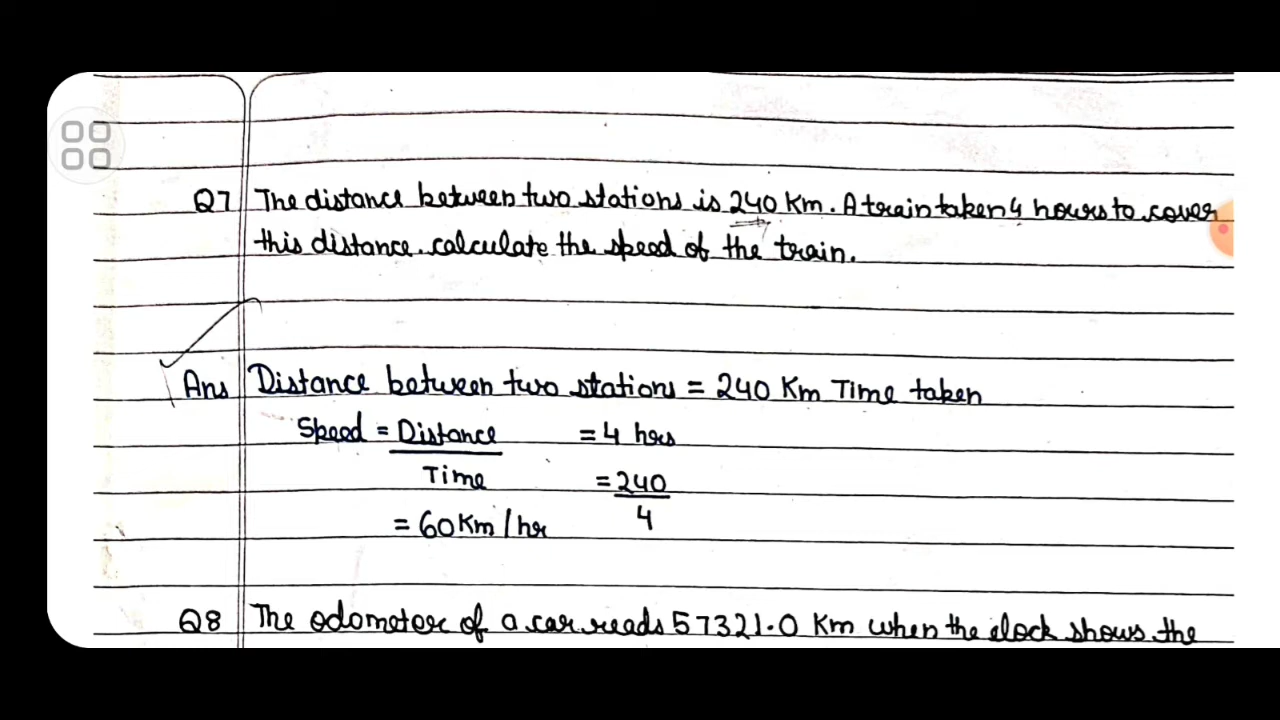 Q7 The distance between two stations is 240 Km. A train taken 4 hours to cover
this distance. calculate the speed of the train.
Ans Distance between two stations = 240 Km Time taken
Speed = Distance = 4 hrs
Time = 240
= 60 Km / hr 4
Q8 The odometer of a car reads 57321.0 Km when the clock shows the